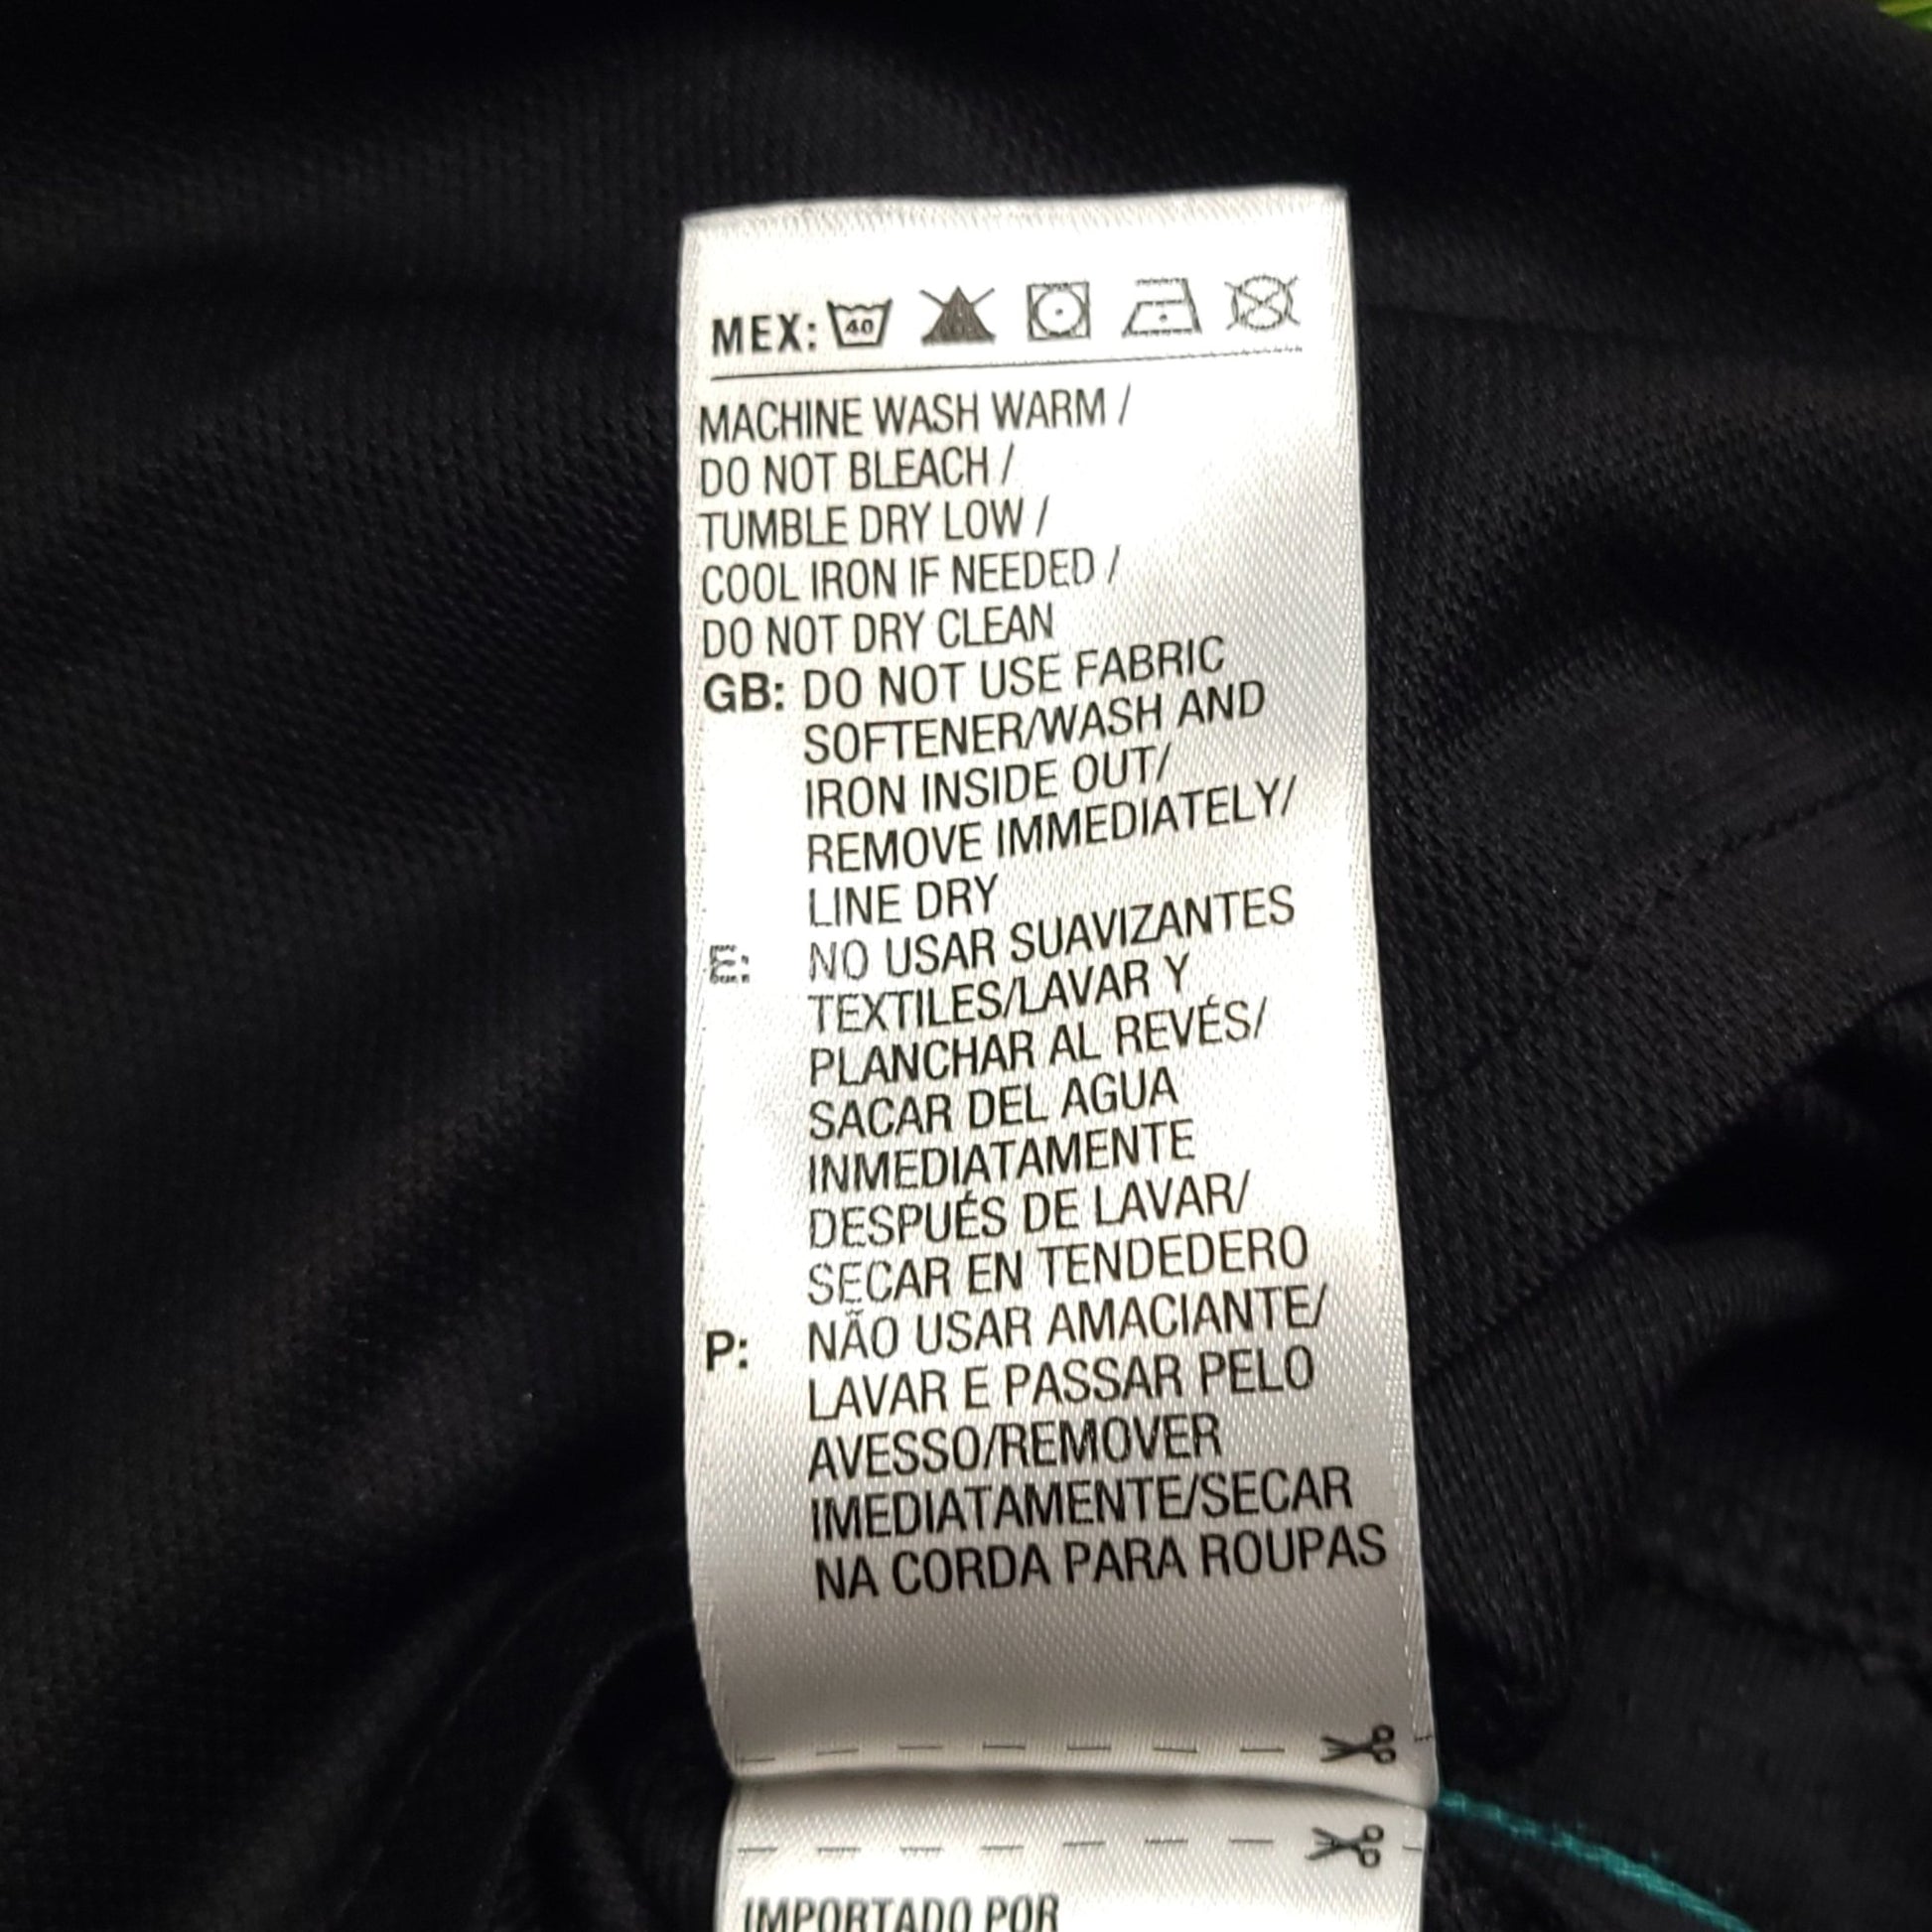 MEX: 40
MACHINE WASH WARM /
DO NOT BLEACH /
TUMBLE DRY LOW /
COOL IRON IF NEEDED /
DO NOT DRY CLEAN
GB: DO NOT USE FABRIC
SOFTENER/WASH AND
IRON INSIDE OUT/
REMOVE IMMEDIATELY/
LINE DRY
E: NO USAR SUAVIZANTES
TEXTILES/LAVAR Y
PLANCHAR AL REVÉS/
SACAR DEL AGUA
INMEDIATAMENTE
DESPUÉS DE LAVAR/
SECAR EN TENDEDERO
P: NÃO USAR AMACIANTE/
LAVAR E PASSAR PELO
AVESSO/REMOVER
IMEDIATAMENTE/SECAR
NA CORDA PARA ROUPAS
IMPORTADO POR